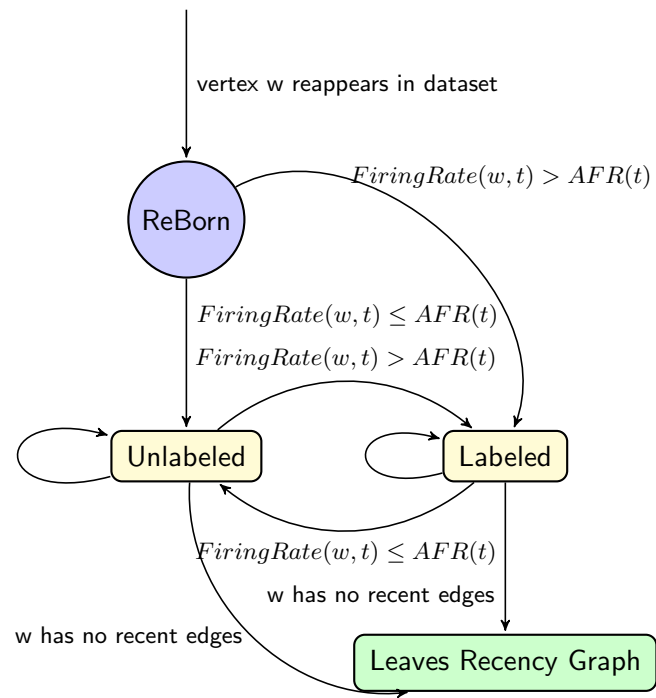 vertex w reappears in dataset
FiringRate(w, t) > AFR(t)
ReBorn
FiringRate(w, t) ≤ AFR(t)
FiringRate(w, t) > AFR(t)
Unlabeled
Labeled
FiringRate(w, t) ≤ AFR(t)
w has no recent edges
w has no recent edges
Leaves Recency Graph